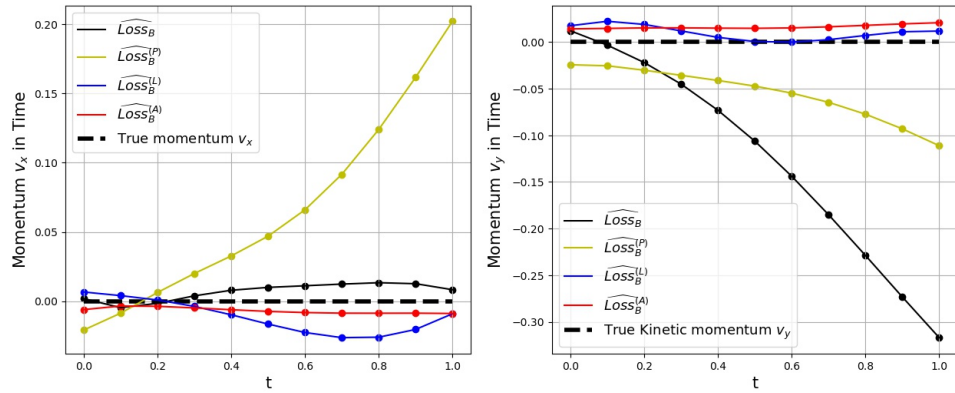 Momentum v_x in Time
0.20
0.15
0.10
0.05
0.00
0.0 0.2 0.4 0.6 0.8 1.0
t
Loss_B
Loss_B^(P)
Loss_B^(L)
Loss_B^(A)
True momentum v_x
Momentum v_y in Time
0.00
−0.05
−0.10
−0.15
−0.20
−0.25
−0.30
0.0 0.2 0.4 0.6 0.8 1.0
t
Loss_B
Loss_B^(P)
Loss_B^(L)
Loss_B^(A)
True Kinetic momentum v_y